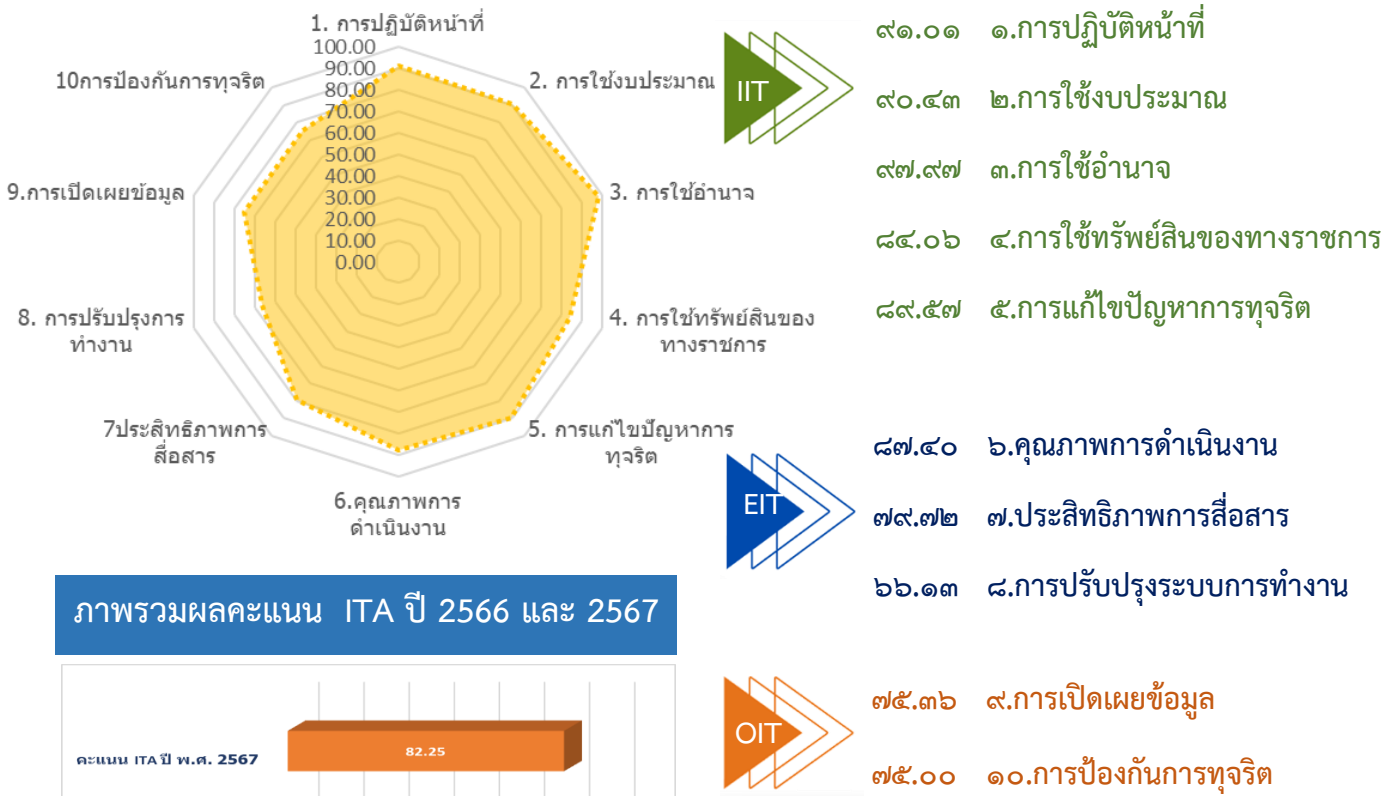 1. การปฏิบัติหน้าที่
100.00
90.00
80.00
70.00
60.00
50.00
40.00
30.00
20.00
10.00
0.00
2. การใช้งบประมาณ
3. การใช้อำนาจ
4. การใช้ทรัพย์สินของ
ทางราชการ
5. การแก้ไขปัญหาการ
ทุจริต
6.คุณภาพการ
ดำเนินงาน
7ประสิทธิภาพการ
สื่อสาร
8. การปรับปรุงการ
ทำงาน
9.การเปิดเผยข้อมูล
10การป้องกันการทุจริต
IIT
๙๑.๐๑ ๑.การปฏิบัติหน้าที่
๙๐.๔๓ ๒.การใช้งบประมาณ
๙๗.๙๗ ๓.การใช้อำนาจ
๘๔.๐๖ ๔.การใช้ทรัพย์สินของทางราชการ
๘๙.๕๗ ๕.การแก้ไขปัญหาการทุจริต
EIT
๘๗.๔๐ ๖.คุณภาพการดำเนินงาน
๗๙.๗๒ ๗.ประสิทธิภาพการสื่อสาร
๖๖.๑๓ ๘.การปรับปรุงระบบการทำงาน
OIT
๗๕.๓๖ ๙.การเปิดเผยข้อมูล
๗๕.๐๐ ๑๐.การป้องกันการทุจริต
ภาพรวมผลคะแนน ITA ปี 2566 และ 2567
คะแนน ITA ปี พ.ศ. 2567
82.25